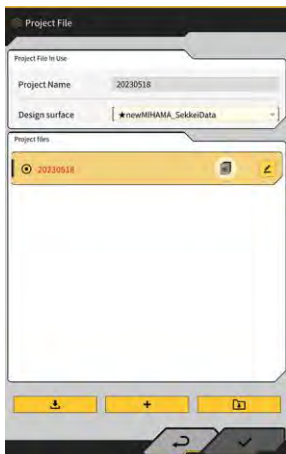 Project File
Project File In Use
Project Name 20230518
Design surface ★newMIHAMA_SekkeiData
Project files
20230518